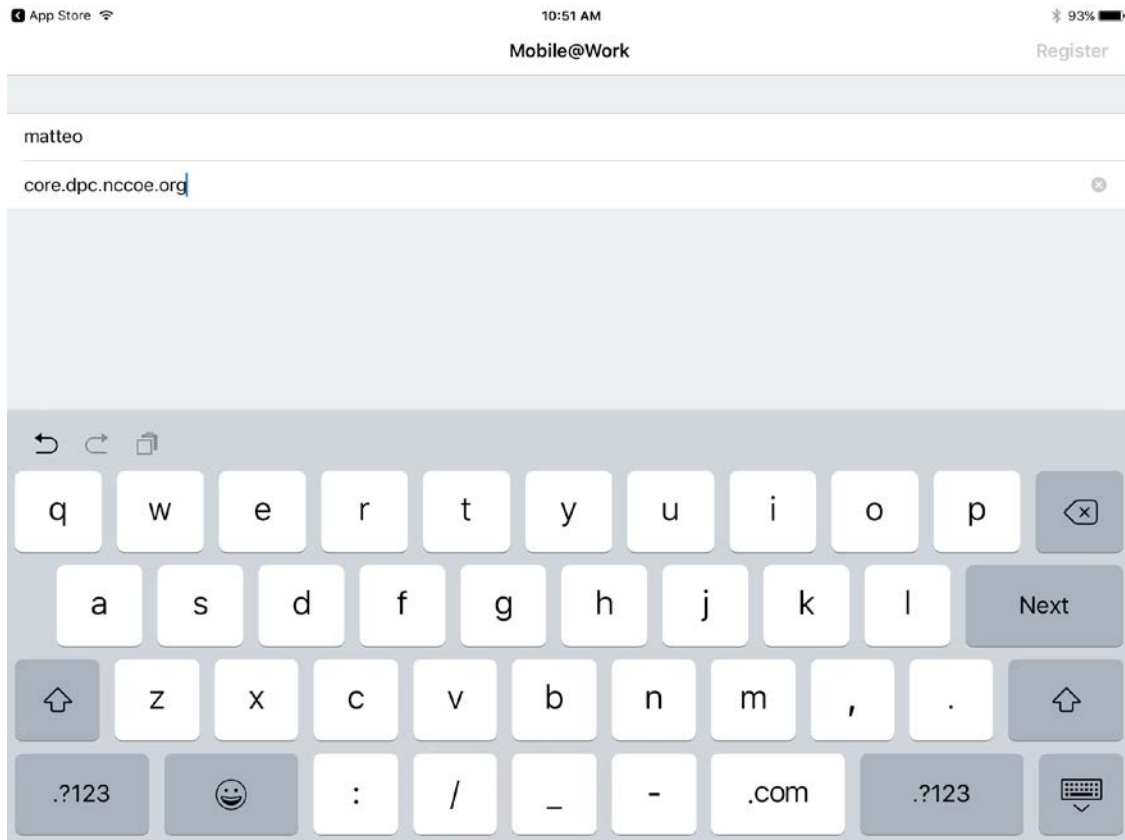 App Store 10:51 AM 93%
Mobile@Work Register
matteo
core.dpc.nccoe.org
q w e r t y u i o p
a s d f g h j k l Next
z x c v b n m , .
.?123 : / _ - .com .?123